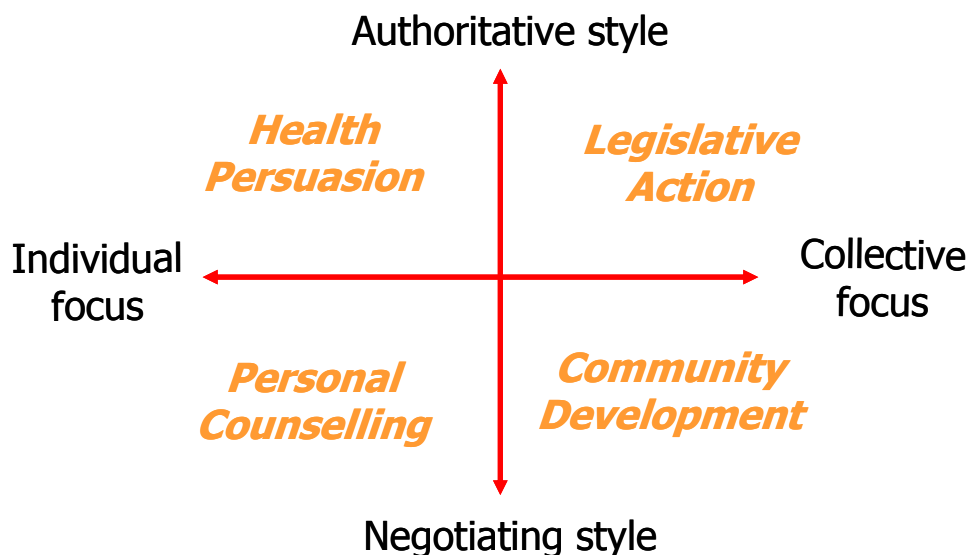 Authoritative style
Health
Persuasion
Legislative
Action
Individual
focus
Collective
focus
Personal
Counselling
Community
Development
Negotiating style